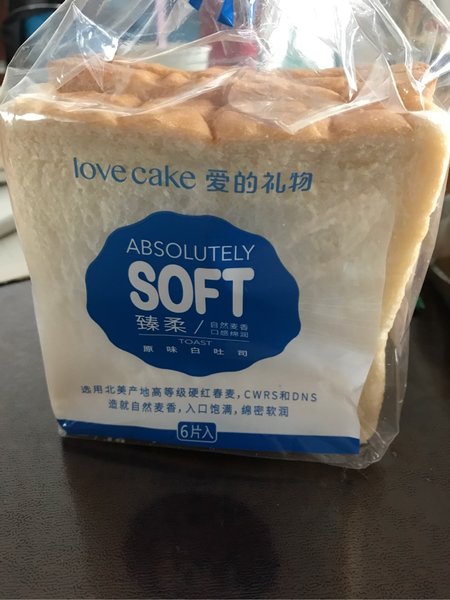 love cake 爱的礼物
ABSOLUTELY
SOFT
臻柔/自然麦香
口感绵润
TOAST
原味白吐司
选用北美产地高等级硬红春麦,CWRS和DNS
造就自然麦香,入口饱满,绵密软润
6片入